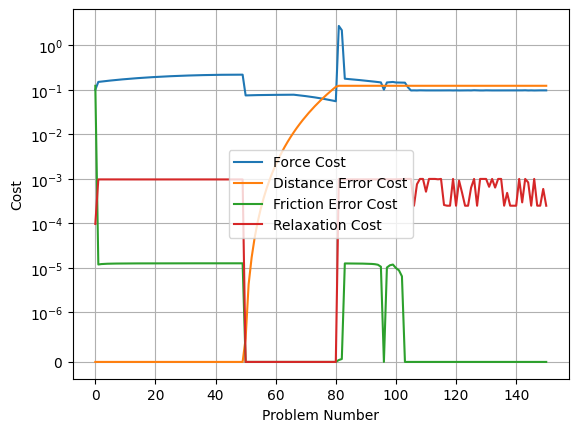 Cost
10⁰
10⁻¹
10⁻²
10⁻³
10⁻⁴
10⁻⁵
10⁻⁶
0
Force Cost
Distance Error Cost
Friction Error Cost
Relaxation Cost
0 20 40 60 80 100 120 140
Problem Number